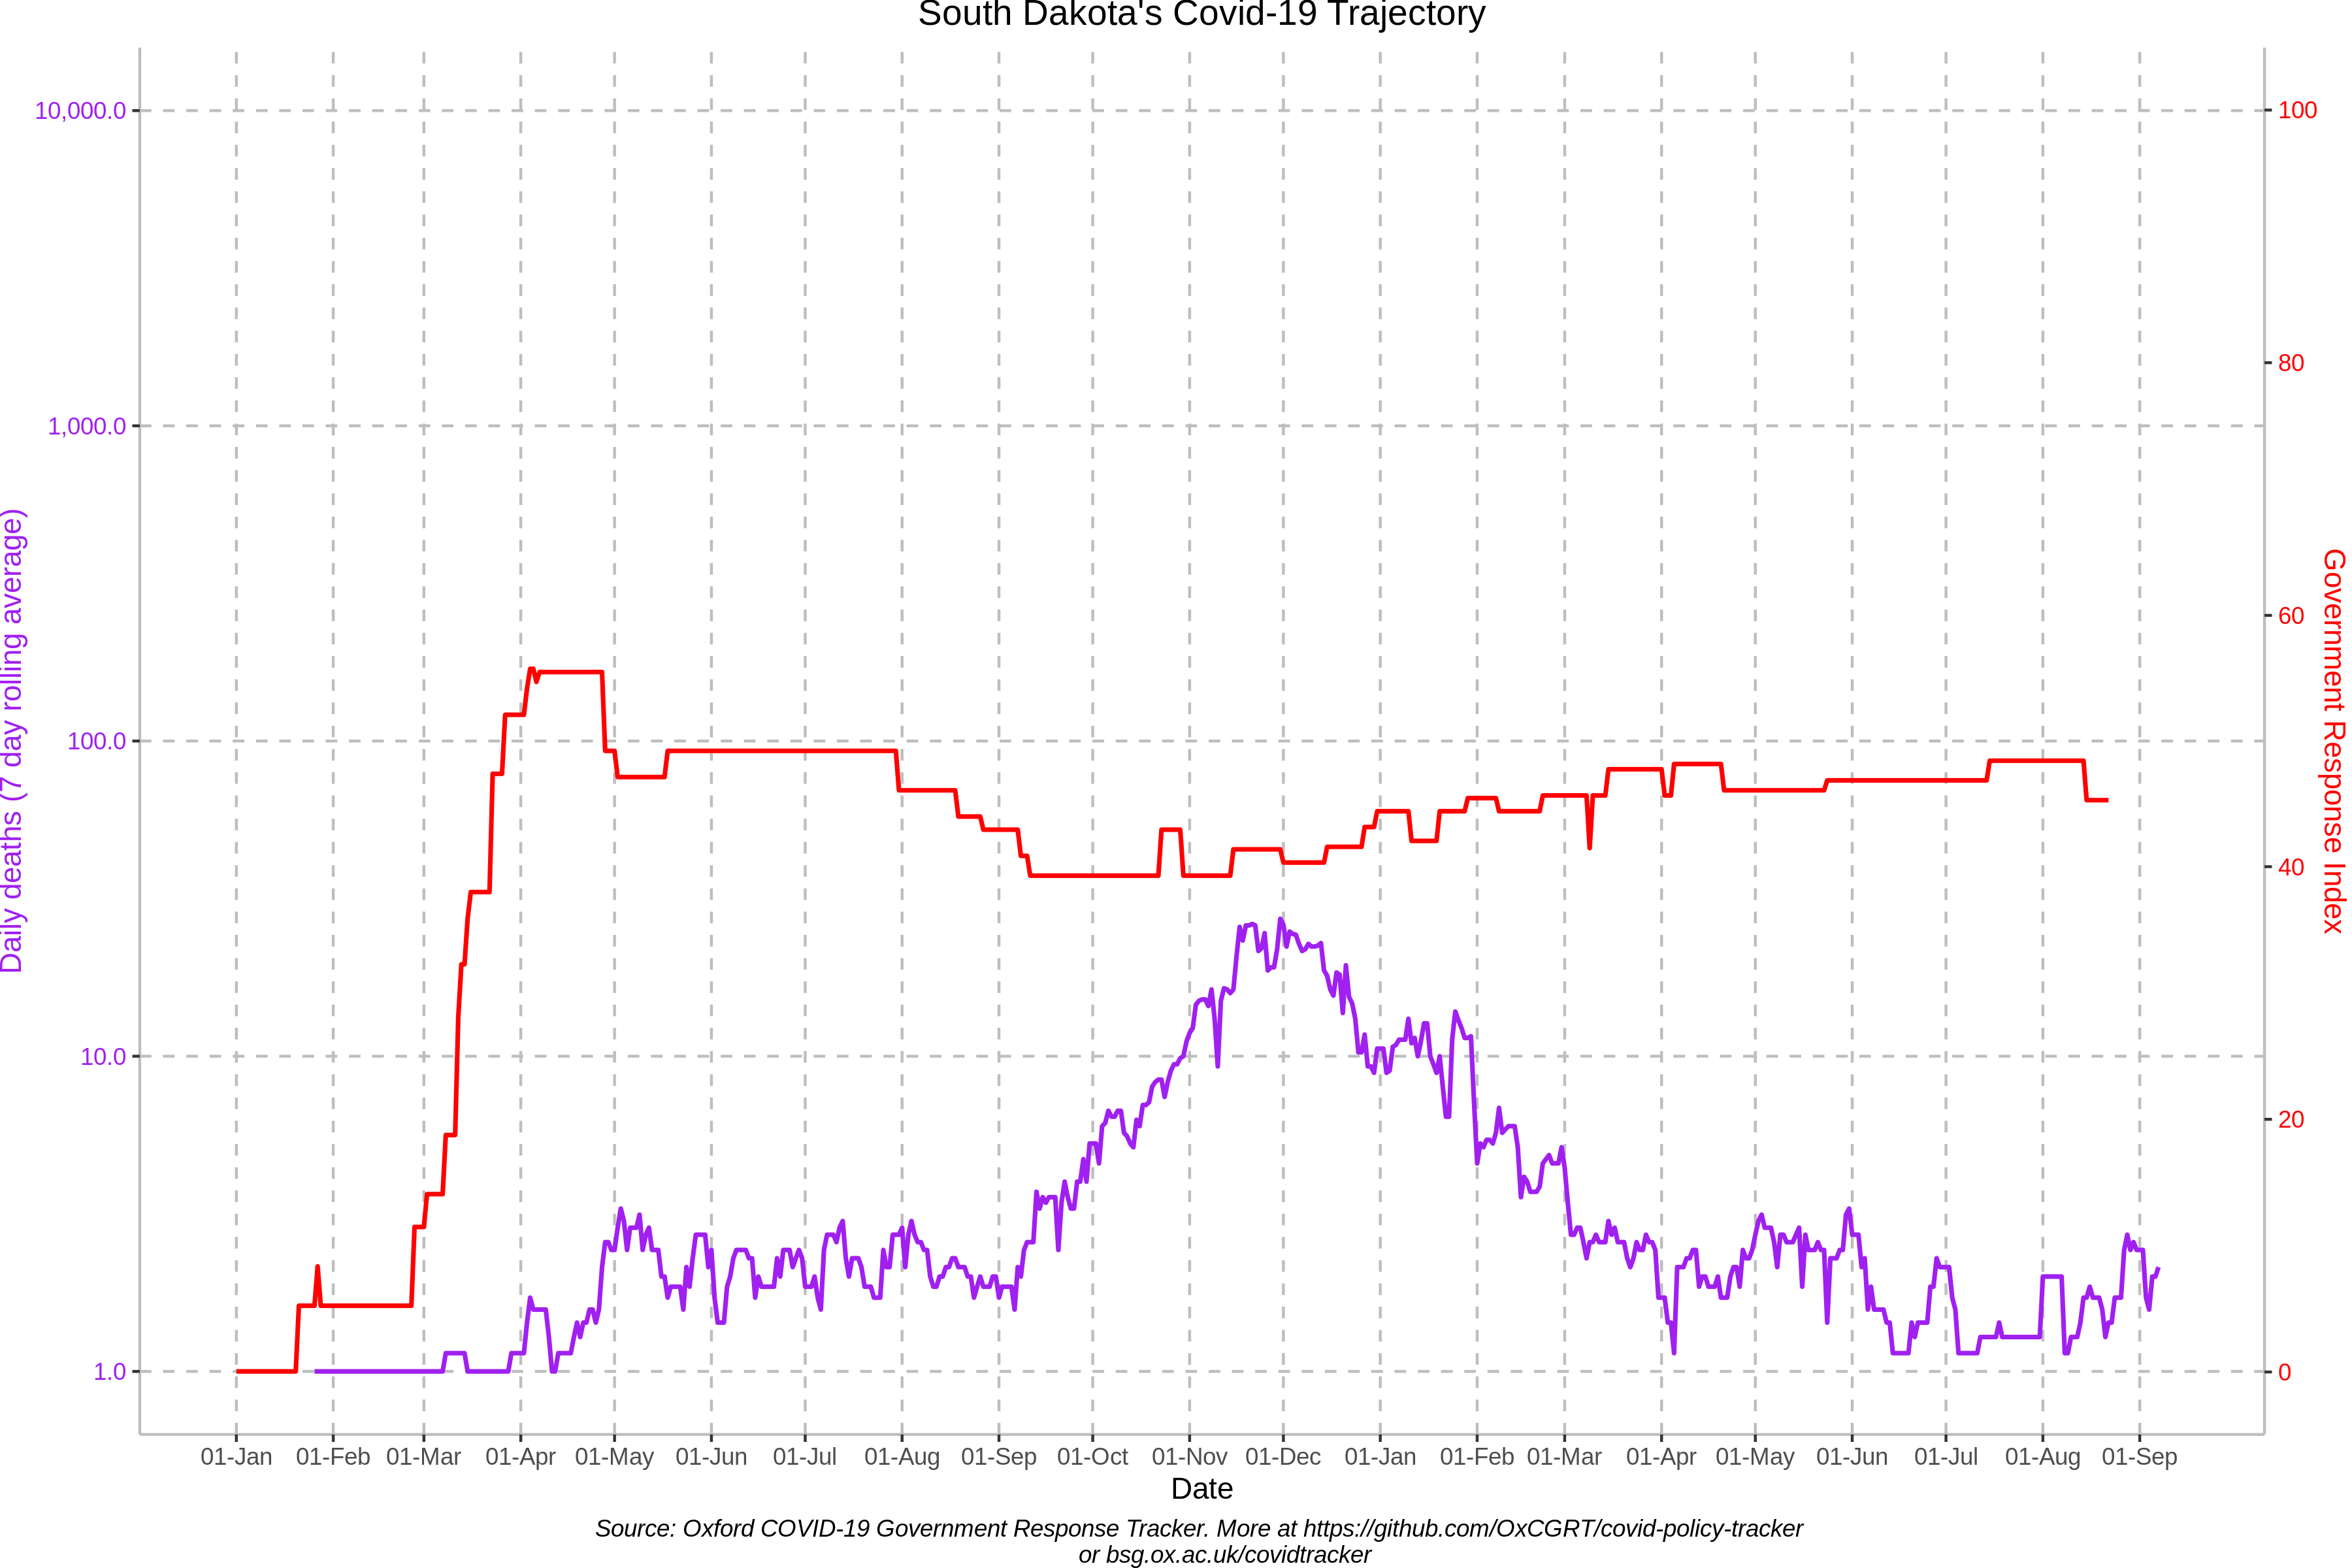 South Dakota's Covid-19 Trajectory
10,000.0
1,000.0
100.0
10.0
1.0
Daily deaths (7 day rolling average)
100
80
60
40
20
0
Government Response Index
01-Jan 01-Feb 01-Mar 01-Apr 01-May 01-Jun 01-Jul 01-Aug 01-Sep 01-Oct 01-Nov 01-Dec 01-Jan 01-Feb 01-Mar 01-Apr 01-May 01-Jun 01-Jul 01-Aug 01-Sep
Date
Source: Oxford COVID-19 Government Response Tracker. More at https://github.com/OxCGRT/covid-policy-tracker
or bsg.ox.ac.uk/covidtracker